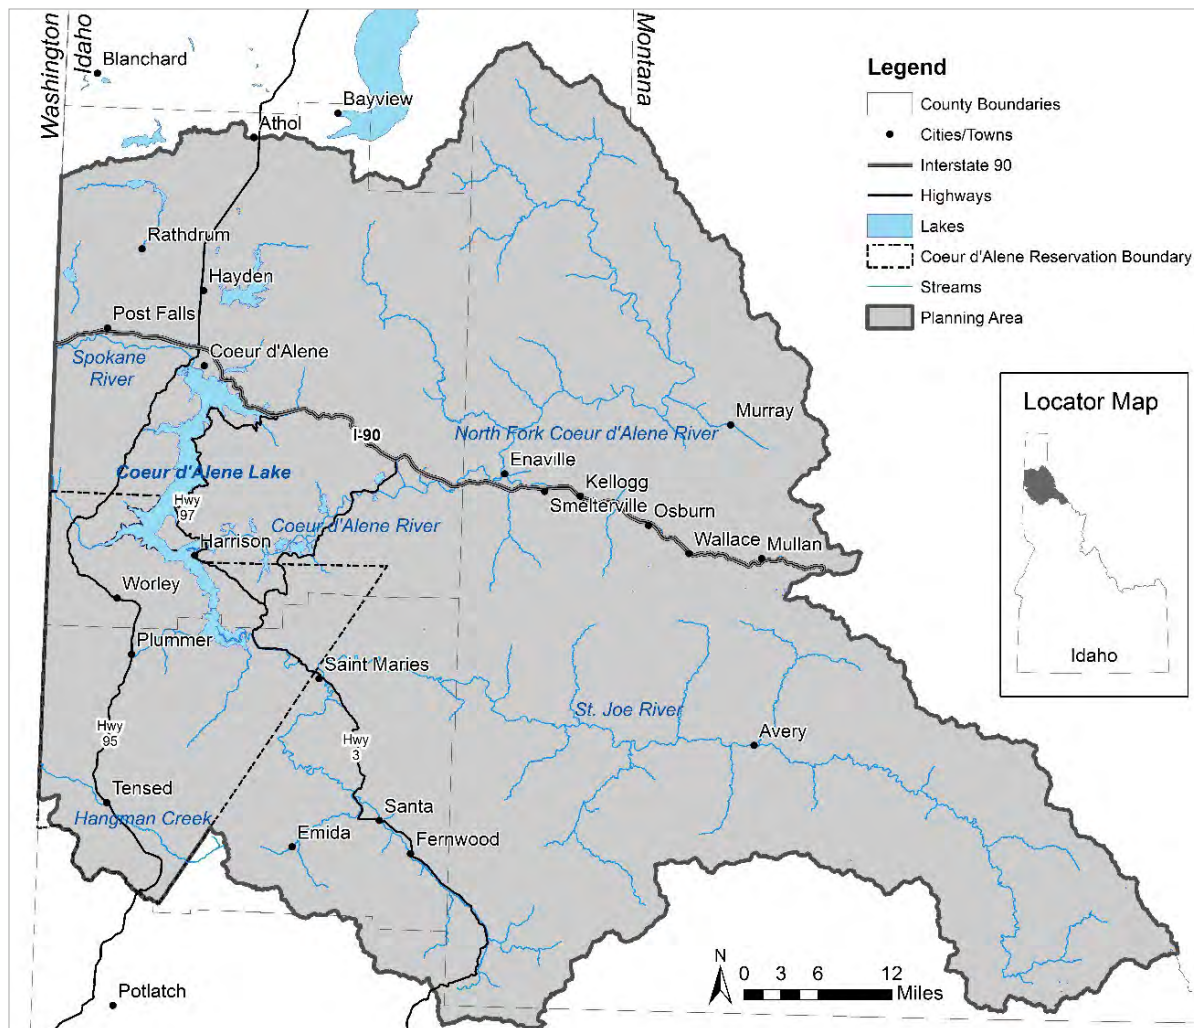 Washington
Idaho
Montana
Blanchard
Bayview
Athol
Rathdrum
Hayden
Post Falls
Spokane
River
Coeur d'Alene
Murray
North Fork Coeur d'Alene River
I-90
Enaville
Coeur d'Alene Lake
Kellogg
Smelterville
Hwy
97
Osburn
Coeur d'Alene River
Wallace
Mullan
Harrison
Worley
Plummer
Saint Maries
St. Joe River
Avery
Hwy
95
Hwy
3
Tensed
Hangman Creek
Santa
Emida
Fernwood
Potlatch
Legend
County Boundaries
Cities/Towns
Interstate 90
Highways
Lakes
Coeur d'Alene Reservation Boundary
Streams
Planning Area
Locator Map
Idaho
N
0 3 6 12
Miles